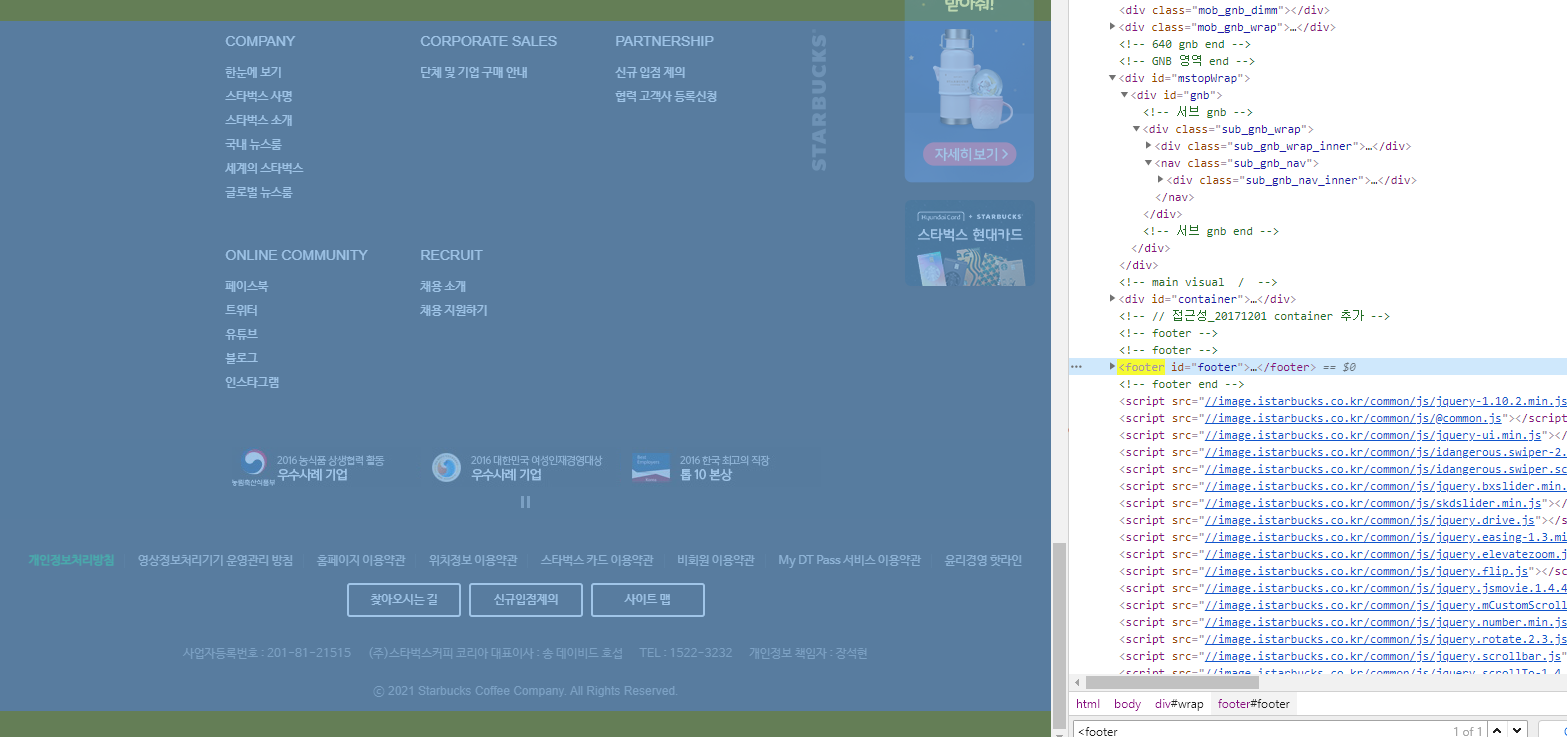 받아줘!
COMPANY
한눈에 보기
스타벅스 사명
스타벅스 소개
국내 뉴스룸
세계의 스타벅스
글로벌 뉴스룸
CORPORATE SALES
단체 및 기업 구매 안내
PARTNERSHIP
신규 입점 제의
협력 고객사 등록신청
STARBUCKS
자세히보기 >
HyundaiCard + STARBUCKS
스타벅스 현대카드
ONLINE COMMUNITY
페이스북
트위터
유튜브
블로그
인스타그램
RECRUIT
채용 소개
채용 지원하기
농림축산식품부
2016 농식품 상생협력 활동
우수사례 기업
2016 대한민국 여성인재경영대상
우수사례 기업
2016 한국 최고의 직장
톱 10 본상
개인정보처리방침 영상정보처리기기 운영관리 방침 홈페이지 이용약관 위치정보 이용약관 스타벅스 카드 이용약관 비회원 이용약관 My DT Pass 서비스 이용약관 윤리경영 핫라인
찾아오시는 길 신규입점제의 사이트 맵
사업자등록번호 : 201-81-21515 (주)스타벅스커피 코리아 대표이사 : 송 데이비드 호섭 TEL : 1522-3232 개인정보 책임자 : 장석현
ⓒ 2021 Starbucks Coffee Company. All Rights Reserved.
<div class="mob_gnb_dimm"></div>
<div class="mob_gnb_wrap">…</div>
<!-- 640 gnb end -->
<!-- GNB 영역 end -->
<div id="mstopWrap">
<div id="gnb">
<!-- 서브 gnb -->
<div class="sub_gnb_wrap">
<div class="sub_gnb_wrap_inner">…</div>
<nav class="sub_gnb_nav">
<div class="sub_gnb_nav_inner">…</div>
</nav>
</div>
<!-- 서브 gnb end -->
</div>
</div>
<!-- main visual / -->
<div id="container">…</div>
<!-- // 접근성_20171201 container 추가 -->
<!-- footer -->
<!-- footer -->
<footer id="footer">…</footer> == $0
<!-- footer end -->
<script src="//image.istarbucks.co.kr/common/js/jquery-1.10.2.min.js
<script src="//image.istarbucks.co.kr/common/js/@common.js"></script
<script src="//image.istarbucks.co.kr/common/js/jquery-ui.min.js"></
<script src="//image.istarbucks.co.kr/common/js/idangerous.swiper-2.
<script src="//image.istarbucks.co.kr/common/js/idangerous.swiper.sc
<script src="//image.istarbucks.co.kr/common/js/jquery.bxslider.min.
<script src="//image.istarbucks.co.kr/common/js/skdslider.min.js"></
<script src="//image.istarbucks.co.kr/common/js/jquery.drive.js"></s
<script src="//image.istarbucks.co.kr/common/js/jquery.easing-1.3.mi
<script src="//image.istarbucks.co.kr/common/js/jquery.elevatezoom.j
<script src="//image.istarbucks.co.kr/common/js/jquery.flip.js"></sc
<script src="//image.istarbucks.co.kr/common/js/jquery.jsmovie.1.4.4
<script src="//image.istarbucks.co.kr/common/js/jquery.mCustomScroll
<script src="//image.istarbucks.co.kr/common/js/jquery.number.min.js
<script src="//image.istarbucks.co.kr/common/js/jquery.rotate.2.3.js
<script src="//image.istarbucks.co.kr/common/js/jquery.scrollbar.js"
<script src="//image.istarbucks.co.kr/common/js/jquery.scrollTo-1.4
html body div#wrap footer#footer
<footer 1 of 1